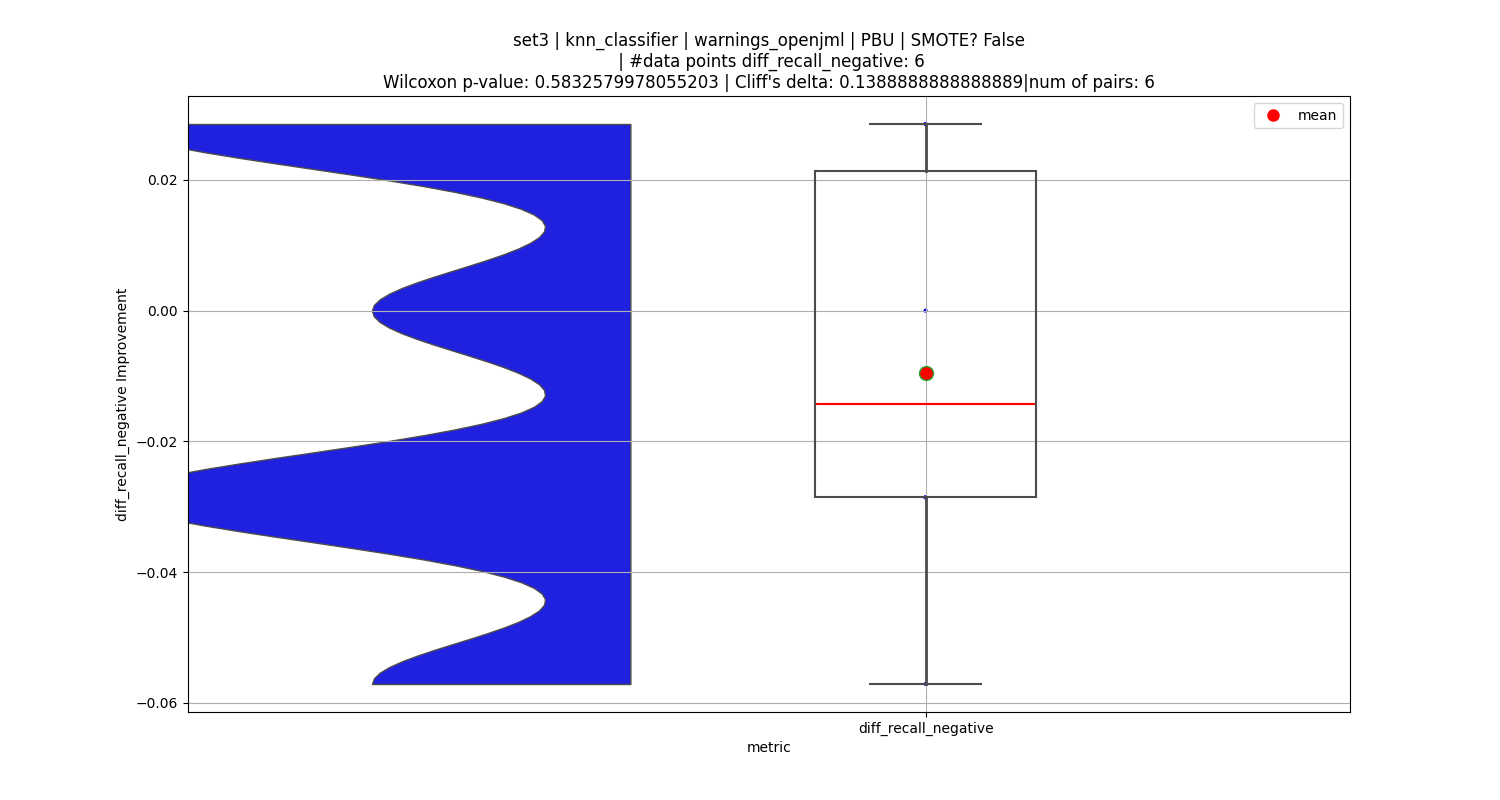 set3 | knn_classifier | warnings_openjml | PBU | SMOTE? False
| #data points diff_recall_negative: 6
Wilcoxon p-value: 0.5832579978055203 | Cliff's delta: 0.1388888888888889|num of pairs: 6
mean
0.02
0.00
−0.02
−0.04
−0.06
diff_recall_negative Improvement
diff_recall_negative
metric